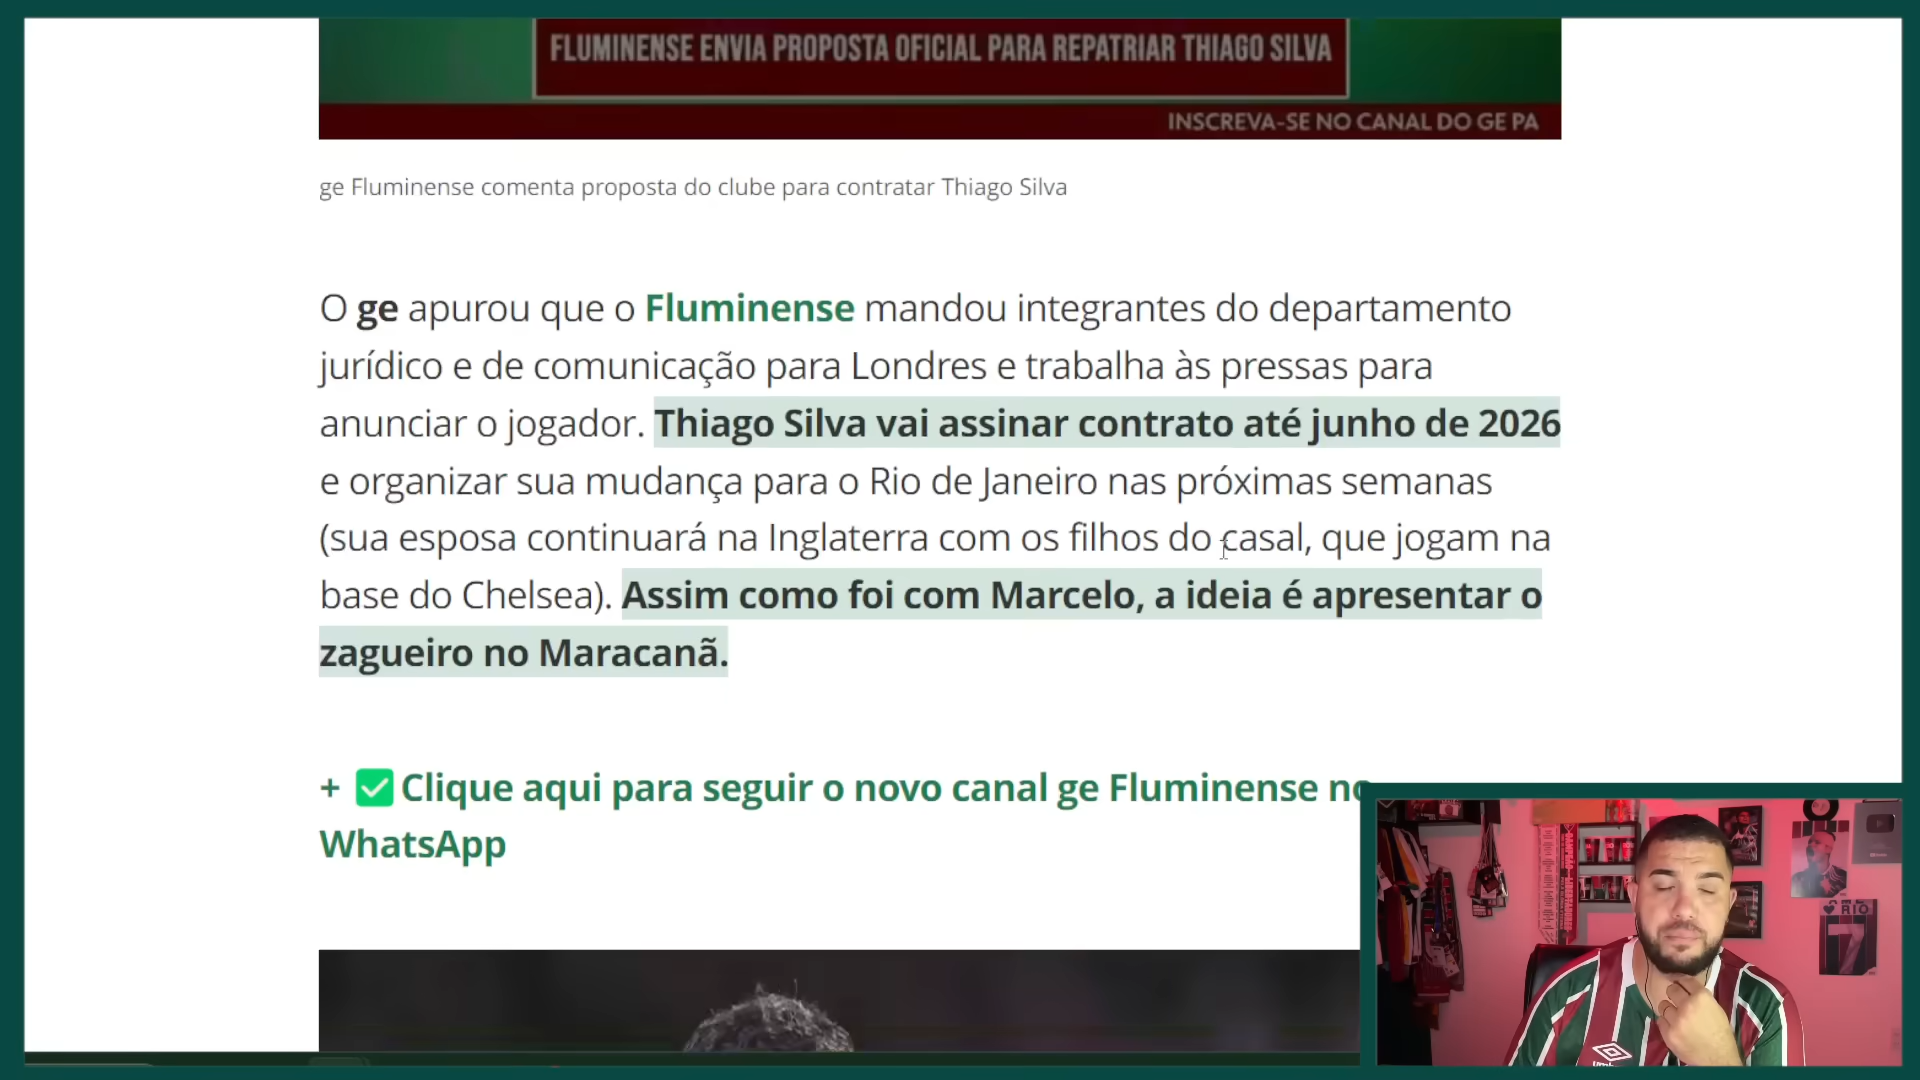 FLUMINENSE ENVIA PROPOSTA OFICIAL PARA REPATRIAR THIAGO SILVA
INSCREVA-SE NO CANAL DO GE PA
ge Fluminense comenta proposta do clube para contratar Thiago Silva
O ge apurou que o Fluminense mandou integrantes do departamento
jurídico e de comunicação para Londres e trabalha às pressas para
anunciar o jogador. Thiago Silva vai assinar contrato até junho de 2026
e organizar sua mudança para o Rio de Janeiro nas próximas semanas
(sua esposa continuará na Inglaterra com os filhos do casal, que jogam na
base do Chelsea). Assim como foi com Marcelo, a ideia é apresentar o
zagueiro no Maracanã.
+ ✅ Clique aqui para seguir o novo canal ge Fluminense no
WhatsApp
RIO